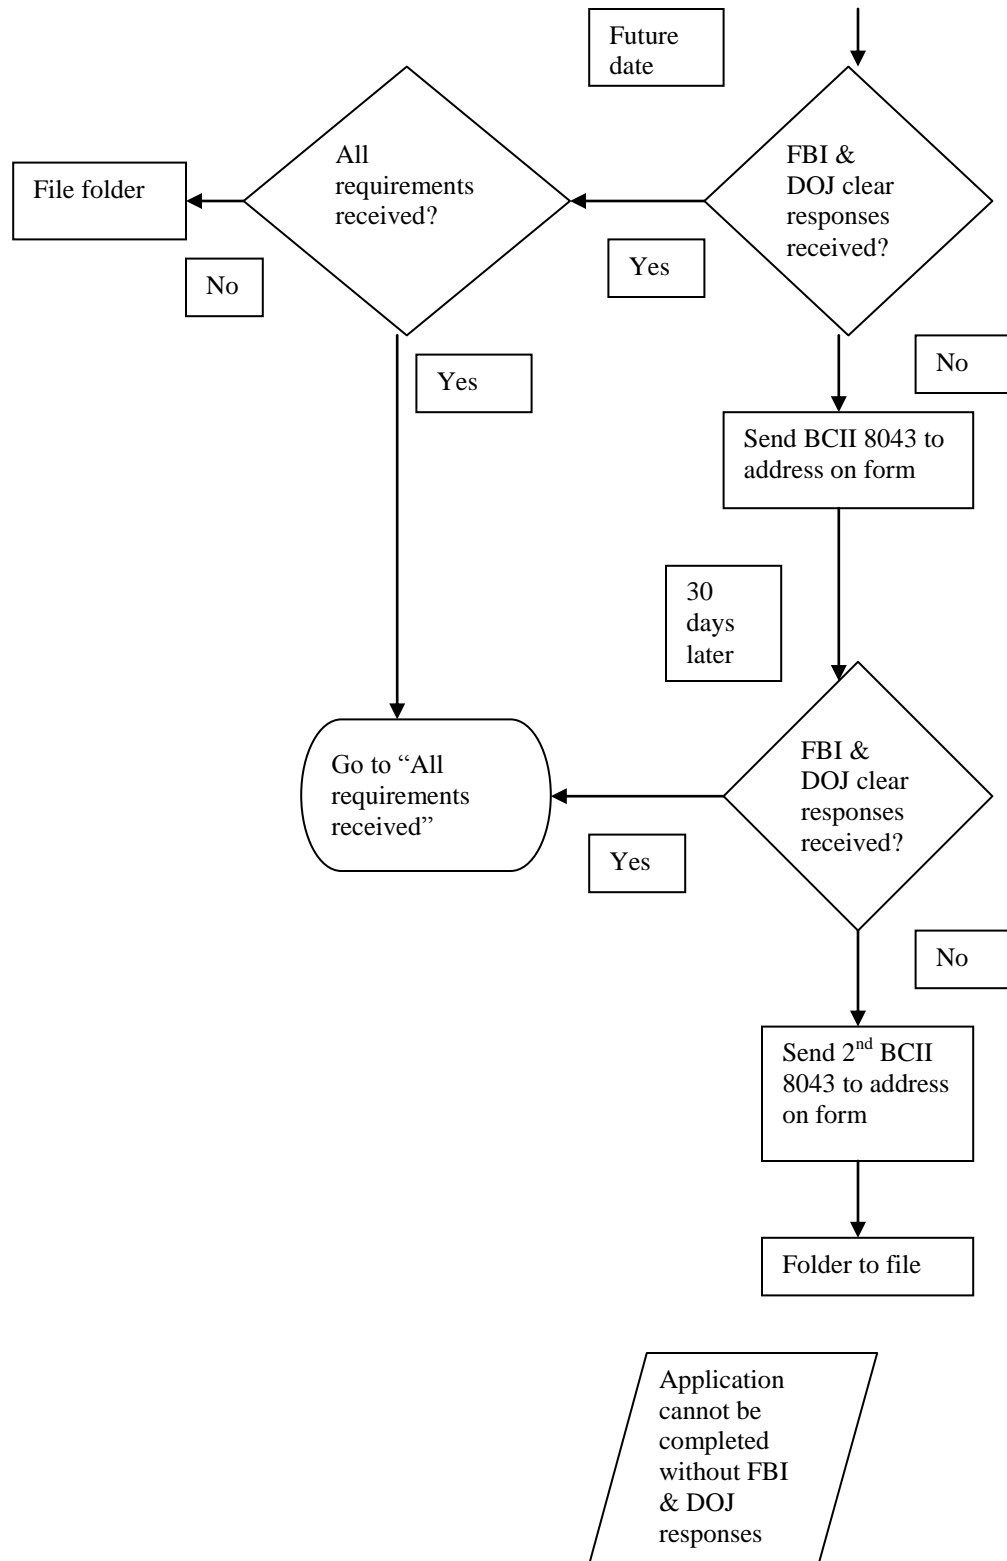 Future
date
All
requirements
received?
FBI &
DOJ clear
responses
received?
File folder
Yes
No
No
Yes
Send BCII 8043 to
address on form
30
days
later
Go to “All
requirements
received”
FBI &
DOJ clear
responses
received?
Yes
No
Send 2nd BCII
8043 to address
on form
Folder to file
Application
cannot be
completed
without FBI
& DOJ
responses